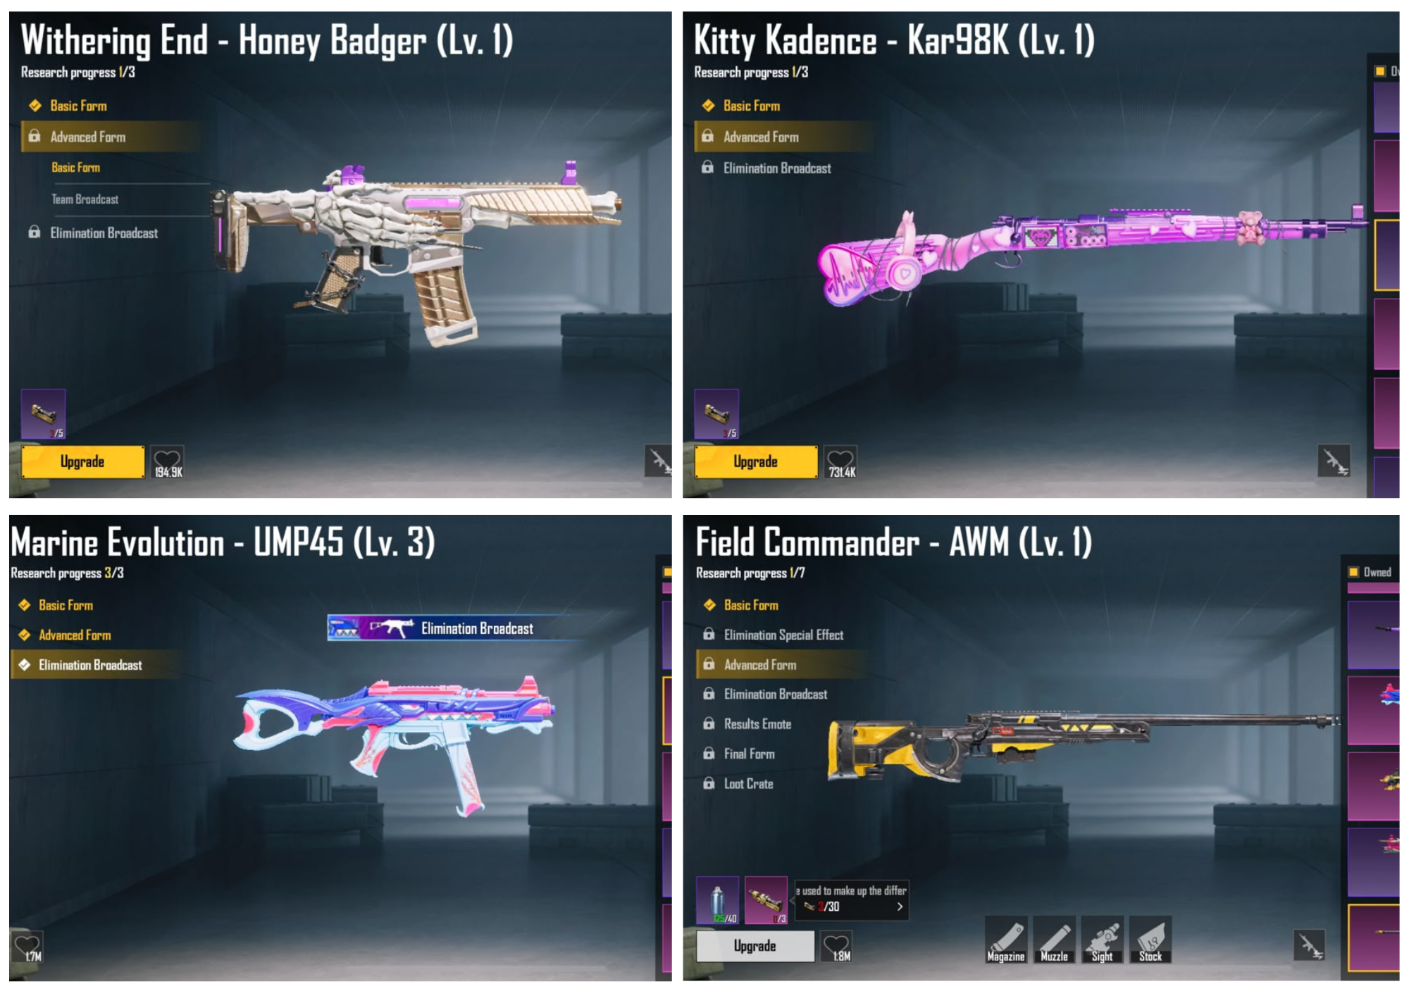 Withering End - Honey Badger (Lv. 1)
Research progress 1/3
Basic Form
Advanced Form
Basic Form
Team Broadcast
Elimination Broadcast
/5
Upgrade
194.9K
Kitty Kadence - Kar98K (Lv. 1)
Research progress 1/3
Basic Form
Advanced Form
Elimination Broadcast
/5
Upgrade
731.4K
Marine Evolution - UMP45 (Lv. 3)
Research progress 3/3
Basic Form
Advanced Form
Elimination Broadcast
Elimination Broadcast
1.7M
Field Commander - AWM (Lv. 1)
Research progress 1/7
Owned
Basic Form
Elimination Special Effect
Advanced Form
Elimination Broadcast
Results Emote
Final Form
Loot Crate
used to make up the differ
/40
/3
3/30
Upgrade
1.8M
Magazine
Muzzle
Sight
Stock